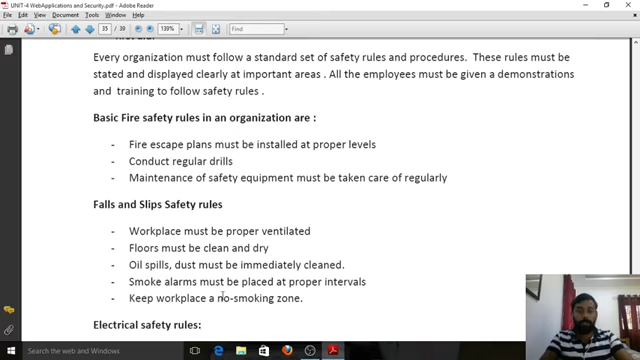 UNIT-4 WebApplications and Security.pdf - Adobe Reader
File Edit View Document Tools Window Help
35 / 39 139% Find
Every organization must follow a standard set of safety rules and procedures. These rules must be
stated and displayed clearly at important areas . All the employees must be given a demonstrations
and training to follow safety rules .
Basic Fire safety rules in an organization are :
- Fire escape plans must be installed at proper levels
- Conduct regular drills
- Maintenance of safety equipment must be taken care of regularly
Falls and Slips Safety rules
- Workplace must be proper ventilated
- Floors must be clean and dry
- Oil spills, dust must be immediately cleaned.
- Smoke alarms must be placed at proper intervals
- Keep workplace a no-smoking zone.
Electrical safety rules:
Search the web and Windows